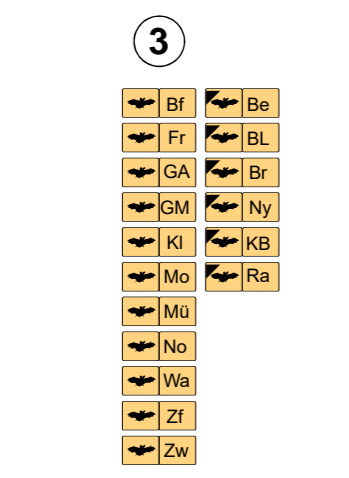 3
Bf Be
Fr BL
GA Br
GM Ny
Kl KB
Mo Ra
Mü
No
Wa
Zf
Zw